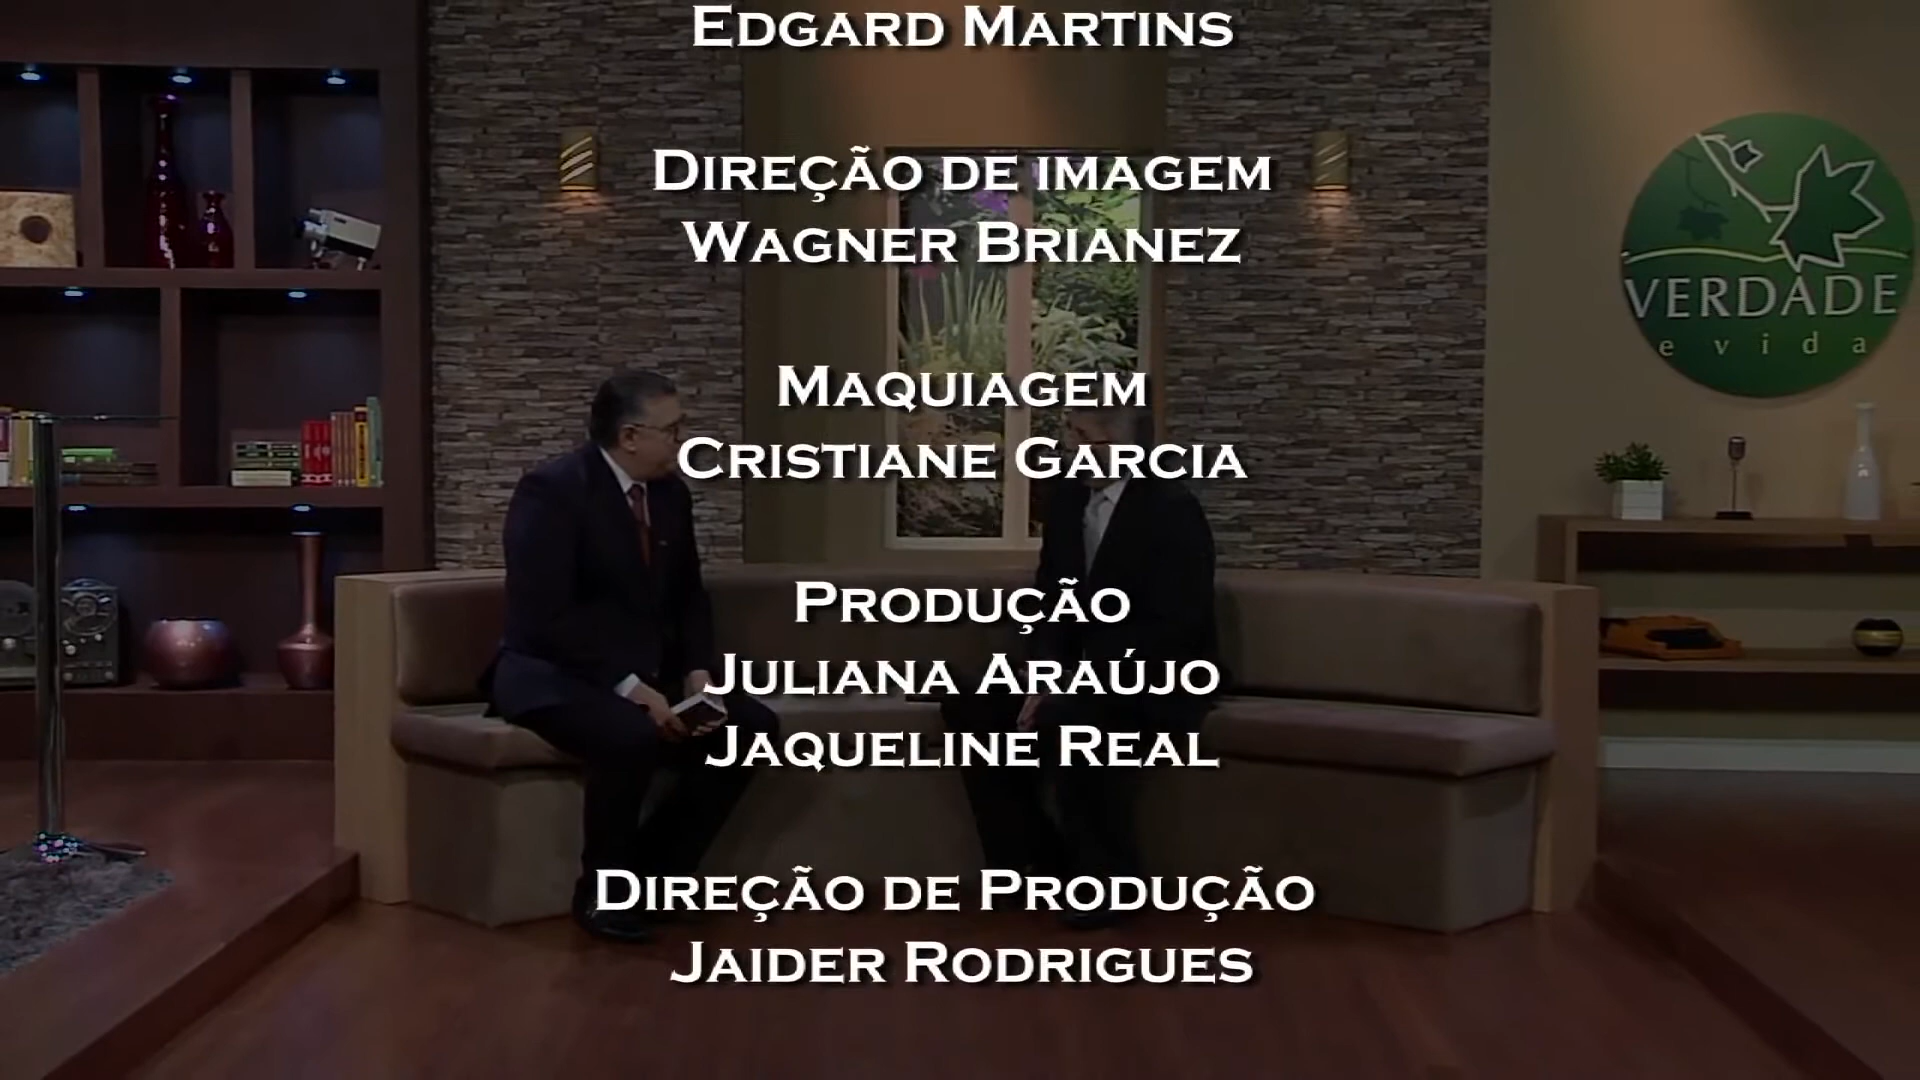 Edgard Martins
Direção de imagem
Wagner Brianez
Maquiagem
Cristiane Garcia
Produção
Juliana Araújo
Jaqueline Real
Direção de Produção
Jaider Rodrigues
VERDADE
e vida